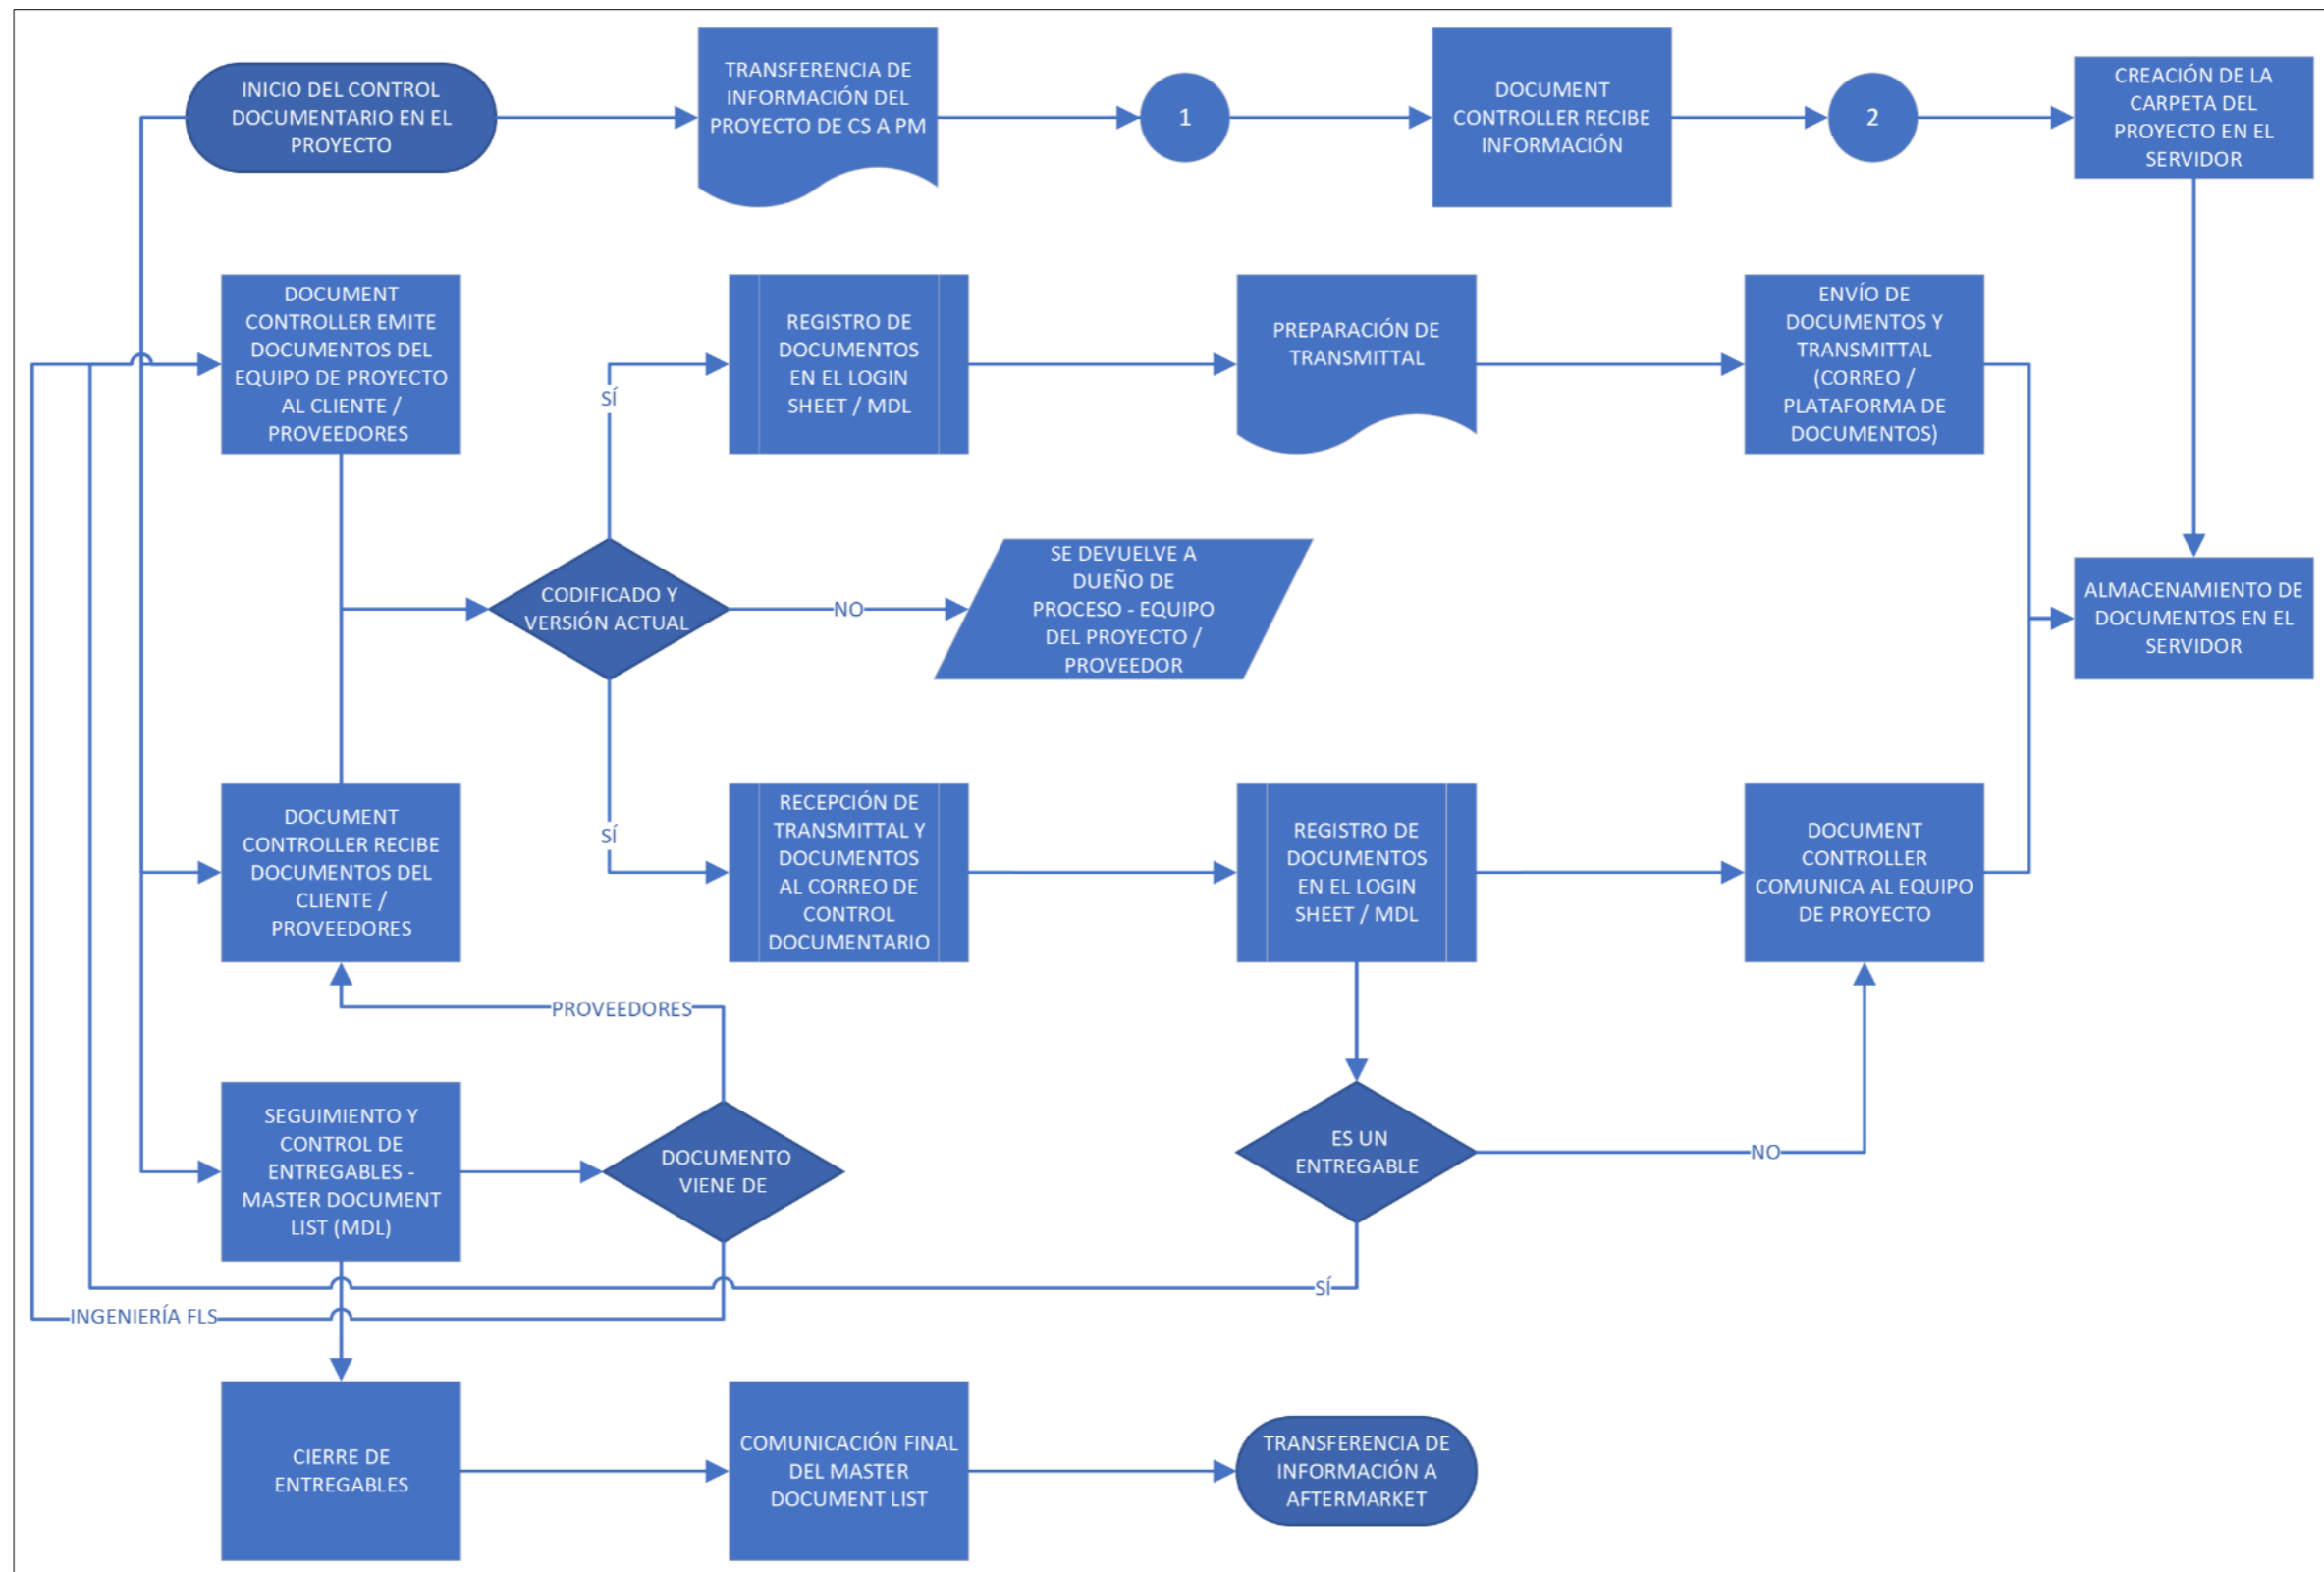 INICIO DEL CONTROL
DOCUMENTARIO EN EL
PROYECTO
TRANSFERENCIA DE
INFORMACIÓN DEL
PROYECTO DE CS A PM
1
DOCUMENT
CONTROLLER RECIBE
INFORMACIÓN
2
CREACIÓN DE LA
CARPETA DEL
PROYECTO EN EL
SERVIDOR
DOCUMENT
CONTROLLER EMITE
DOCUMENTOS DEL
EQUIPO DE PROYECTO
AL CLIENTE /
PROVEEDORES
SÍ
REGISTRO DE
DOCUMENTOS
EN EL LOGIN
SHEET / MDL
PREPARACIÓN DE
TRANSMITTAL
ENVÍO DE
DOCUMENTOS Y
TRANSMITTAL
(CORREO /
PLATAFORMA DE
DOCUMENTOS)
CODIFICADO Y
VERSIÓN ACTUAL
NO
SE DEVUELVE A
DUEÑO DE
PROCESO - EQUIPO
DEL PROYECTO /
PROVEEDOR
ALMACENAMIENTO DE
DOCUMENTOS EN EL
SERVIDOR
DOCUMENT
CONTROLLER RECIBE
DOCUMENTOS DEL
CLIENTE /
PROVEEDORES
SÍ
RECEPCIÓN DE
TRANSMITTAL Y
DOCUMENTOS
AL CORREO DE
CONTROL
DOCUMENTARIO
REGISTRO DE
DOCUMENTOS
EN EL LOGIN
SHEET / MDL
DOCUMENT
CONTROLLER
COMUNICA AL EQUIPO
DE PROYECTO
PROVEEDORES
SEGUIMIENTO Y
CONTROL DE
ENTREGABLES -
MASTER DOCUMENT
LIST (MDL)
DOCUMENTO
VIENE DE
ES UN
ENTREGABLE
NO
SÍ
INGENIERÍA FLS
CIERRE DE
ENTREGABLES
COMUNICACIÓN FINAL
DEL MASTER
DOCUMENT LIST
TRANSFERENCIA DE
INFORMACIÓN A
AFTERMARKET